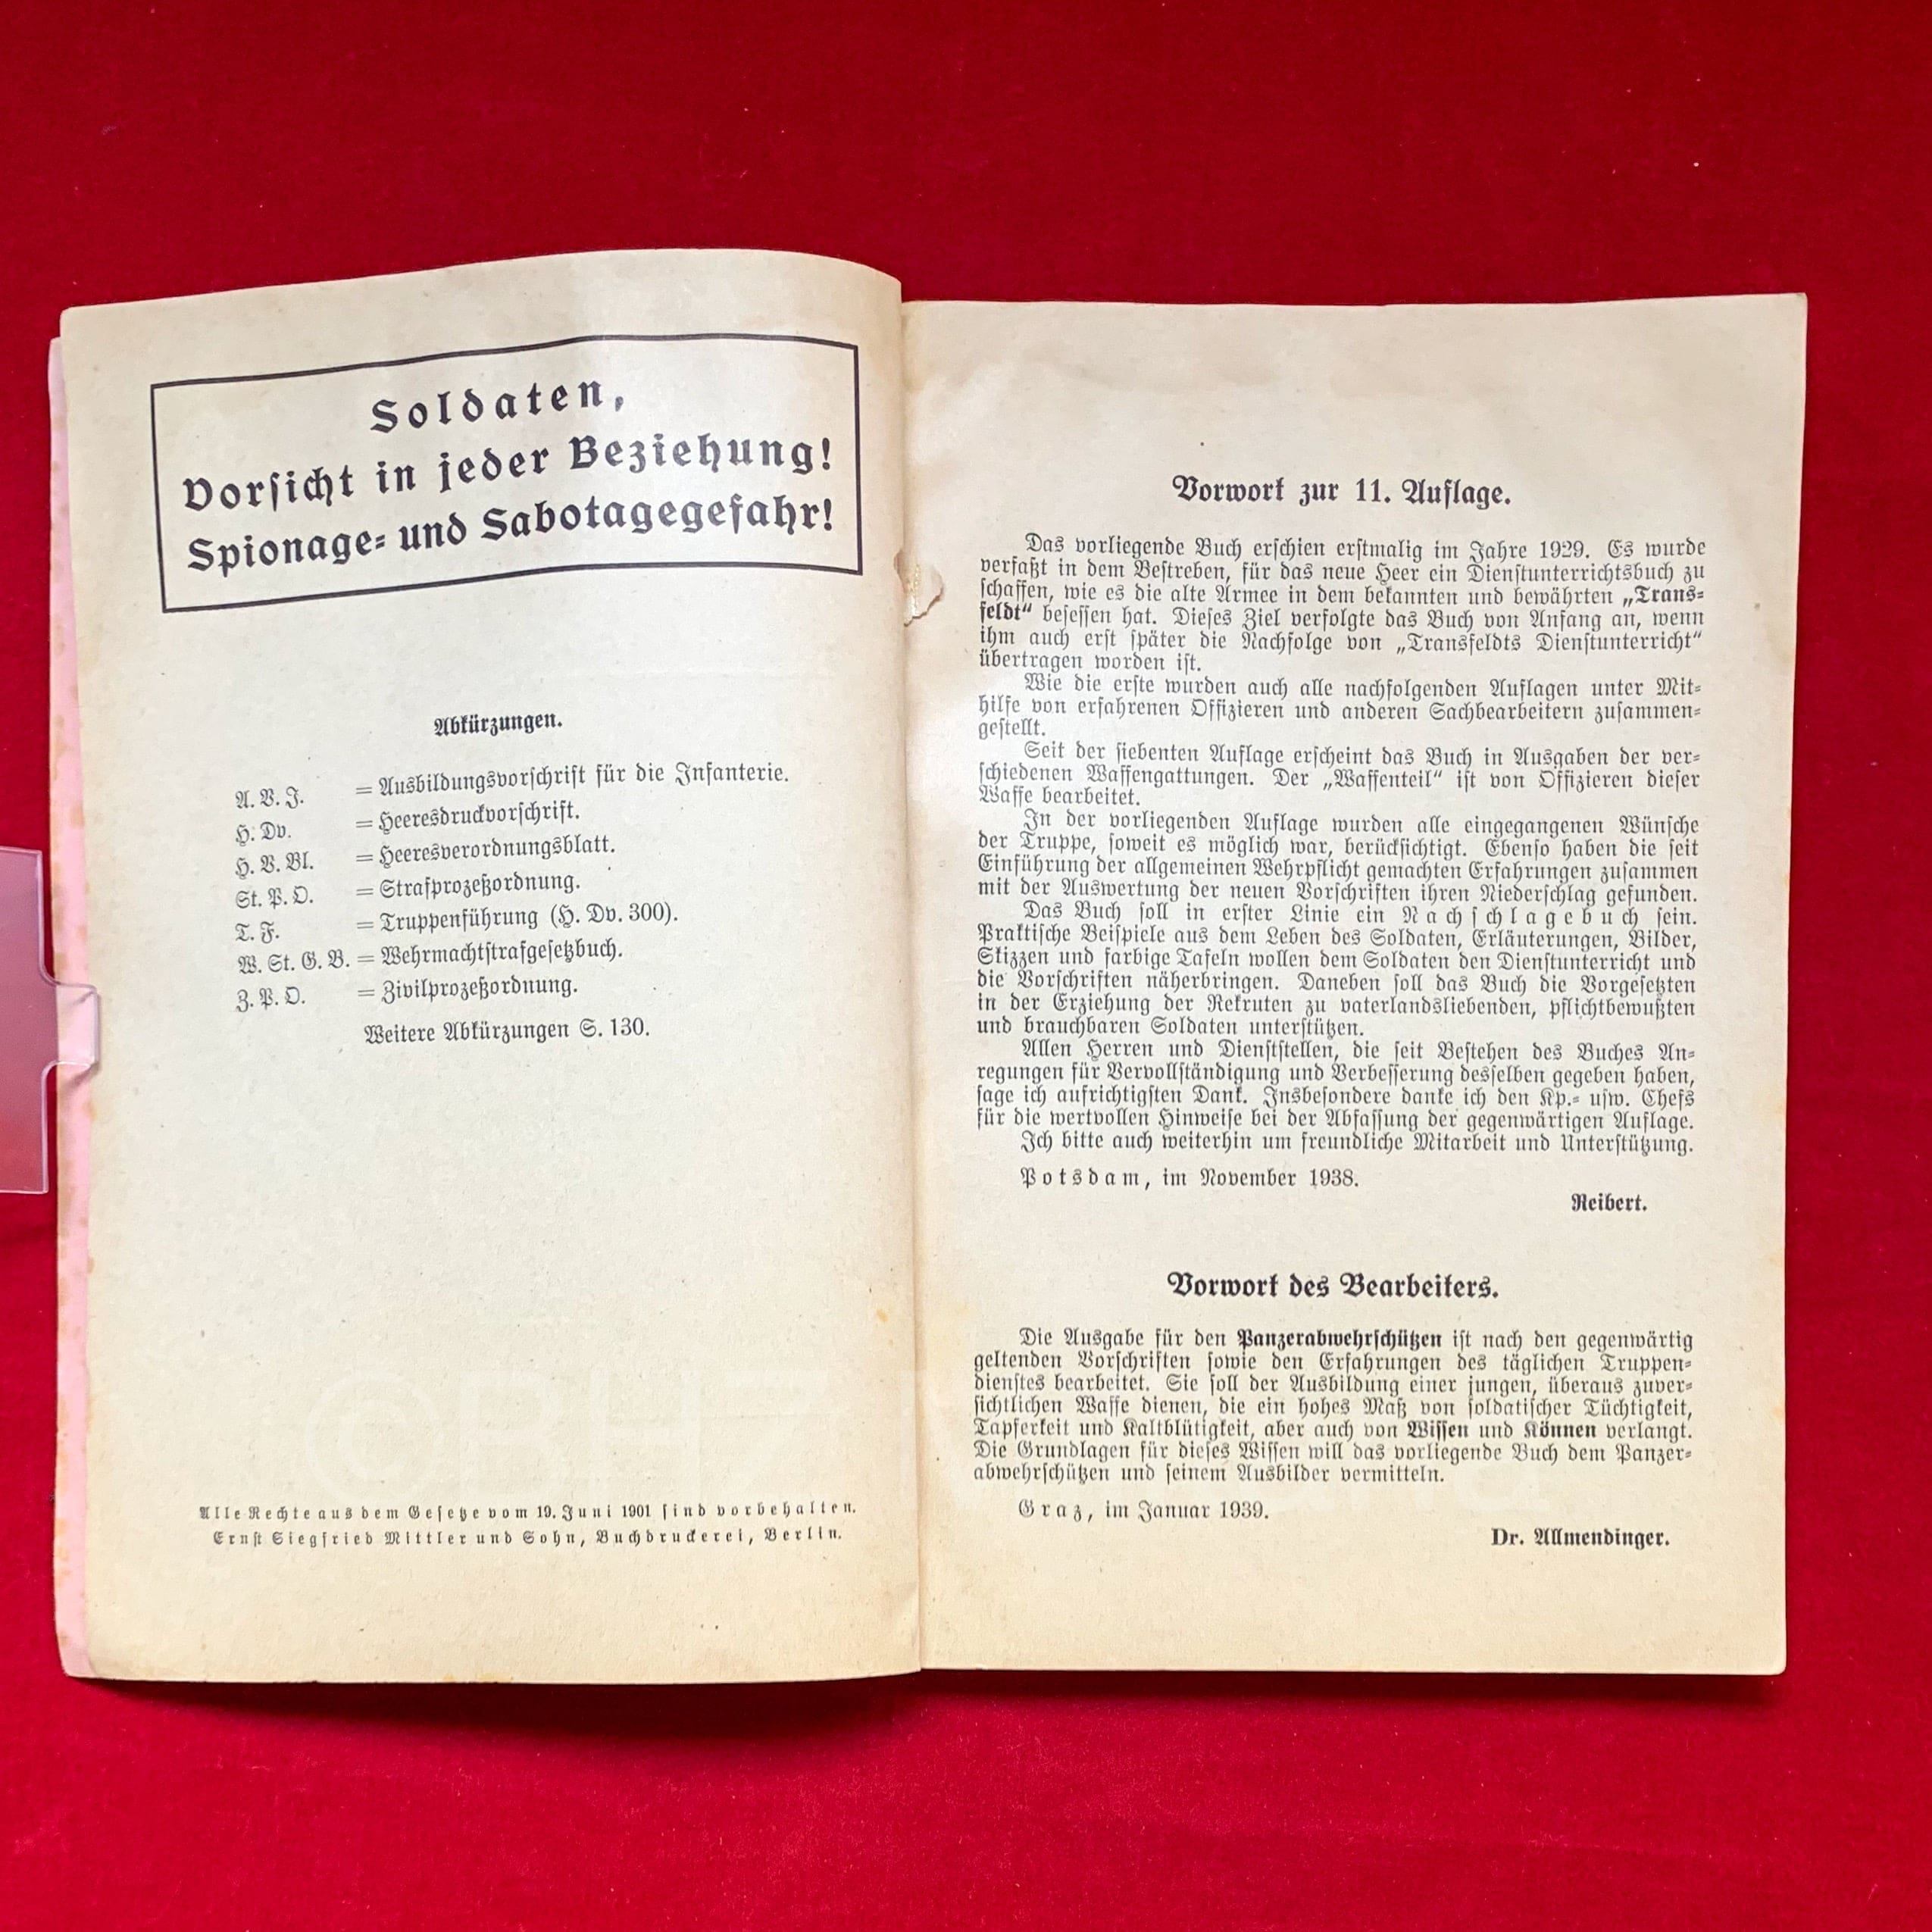 Soldaten,
Vorsicht in jeder Beziehung!
Spionage- und Sabotagegefahr!
Abkürzungen.
A. V. I. = Ausbildungsvorschrift für die Infanterie.
H. Dv. = Heeresdruckvorschrift.
H. V. Bl. = Heeresverordnungsblatt.
St. P. O. = Strafprozeßordnung.
T. F. = Truppenführung (H. Dv. 300).
W. St. G. B. = Wehrmachtstrafgesetzbuch.
Z. P. O. = Zivilprozeßordnung.
Weitere Abkürzungen S. 130.
Alle Rechte aus dem Gesetze vom 19. Juni 1901 sind vorbehalten.
Ernst Siegfried Mittler und Sohn, Buchdruckerei, Berlin.
Vorwort zur 11. Auflage.
Das vorliegende Buch erschien erstmalig im Jahre 1929. Es wurde
verfaßt in dem Bestreben, für das neue Heer ein Dienstunterrichtsbuch zu
schaffen, wie es die alte Armee in dem bekannten und bewährten „Trans-
feldt“ besessen hat. Dieses Ziel verfolgte das Buch von Anfang an, wenn
ihm auch erst später die Nachfolge von „Transfeldts Dienstunterricht“
übertragen worden ist.
Wie die erste wurden auch alle nachfolgenden Auflagen unter Mit-
hilfe von erfahrenen Offizieren und anderen Sachbearbeitern zusammen-
gestellt.
Seit der siebenten Auflage erscheint das Buch in Ausgaben der ver-
schiedenen Waffengattungen. Der „Waffenteil“ ist von Offizieren dieser
Waffe bearbeitet.
In der vorliegenden Auflage wurden alle eingegangenen Wünsche
der Truppe, soweit es möglich war, berücksichtigt. Ebenso haben die seit
Einführung der allgemeinen Wehrpflicht gemachten Erfahrungen zusammen
mit der Auswertung der neuen Vorschriften ihren Niederschlag gefunden.
Das Buch soll in erster Linie ein Nachschlagebuch sein.
Praktische Beispiele aus dem Leben des Soldaten, Erläuterungen, Bilder,
Skizzen und farbige Tafeln wollen dem Soldaten den Dienstunterricht und
die Vorschriften näherbringen. Daneben soll das Buch die Vorgesetzten
in der Erziehung der Rekruten zu vaterlandsliebenden, pflichtbewußten
und brauchbaren Soldaten unterstützen.
Allen Herren und Dienststellen, die seit Bestehen des Buches An-
regungen für Vervollständigung und Verbesserung desselben gegeben haben,
sage ich aufrichtigsten Dank. Insbesondere danke ich den Kp.- usw. Chefs
für die wertvollen Hinweise bei der Abfassung der gegenwärtigen Auflage.
Ich bitte auch weiterhin um freundliche Mitarbeit und Unterstützung.
Potsdam, im November 1938.
Reibert.
Vorwort des Bearbeiters.
Die Ausgabe für den Panzerabwehrschützen ist nach den gegenwärtig
geltenden Vorschriften sowie den Erfahrungen des täglichen Truppen-
dienstes bearbeitet. Sie soll der Ausbildung einer jungen, überaus zuver-
sichtlichen Waffe dienen, die ein hohes Maß von soldatischer Tüchtigkeit,
Tapferkeit und Kaltblütigkeit, aber auch von Wissen und Können verlangt.
Die Grundlagen für dieses Wissen will das vorliegende Buch dem Panzer-
abwehrschützen und seinem Ausbilder vermitteln.
Graz, im Januar 1939.
Dr. Allmendinger.